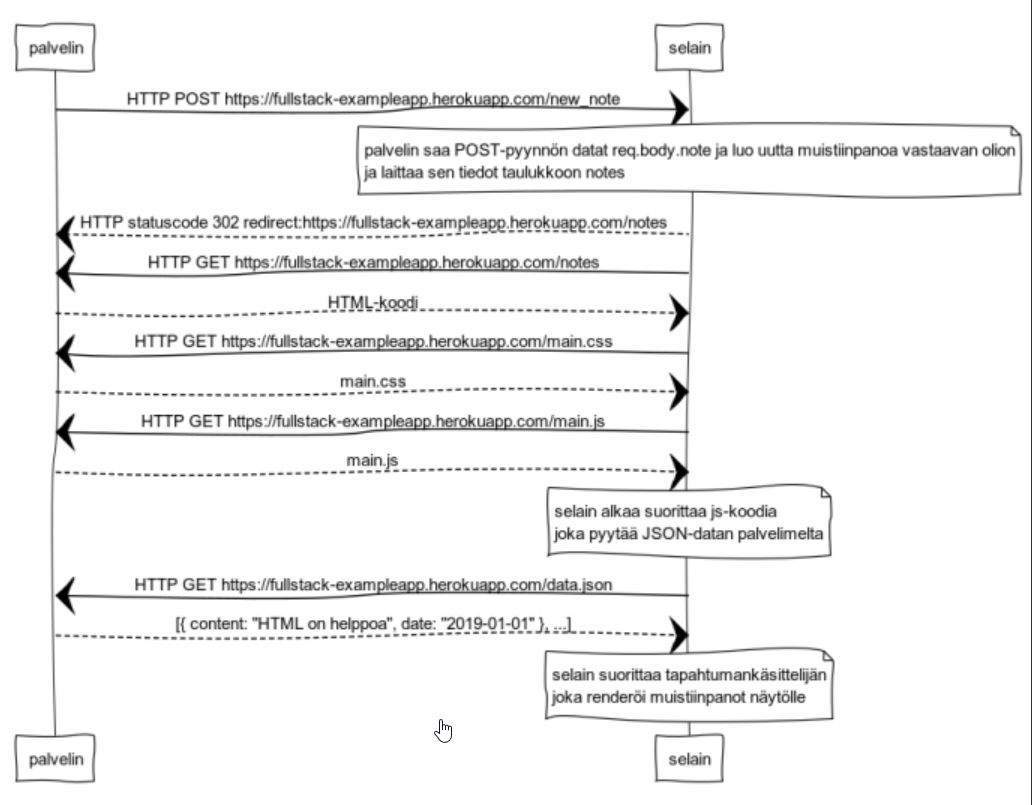 palvelin
selain
HTTP POST https://fullstack-exampleapp.herokuapp.com/new_note
palvelin saa POST-pyynnön datat req.body.note ja luo uutta muistiinpanoa vastaavan olion
ja laittaa sen tiedot taulukkoon notes
HTTP statuscode 302 redirect:https://fullstack-exampleapp.herokuapp.com/notes
HTTP GET https://fullstack-exampleapp.herokuapp.com/notes
HTML-koodi
HTTP GET https://fullstack-exampleapp.herokuapp.com/main.css
main.css
HTTP GET https://fullstack-exampleapp.herokuapp.com/main.js
main.js
selain alkaa suorittaa js-koodia
joka pyytää JSON-datan palvelimelta
HTTP GET https://fullstack-exampleapp.herokuapp.com/data.json
[{ content: "HTML on helppoa", date: "2019-01-01" }, ...]
selain suorittaa tapahtumankäsittelijän
joka renderöi muistiinpanot näytölle
palvelin
selain